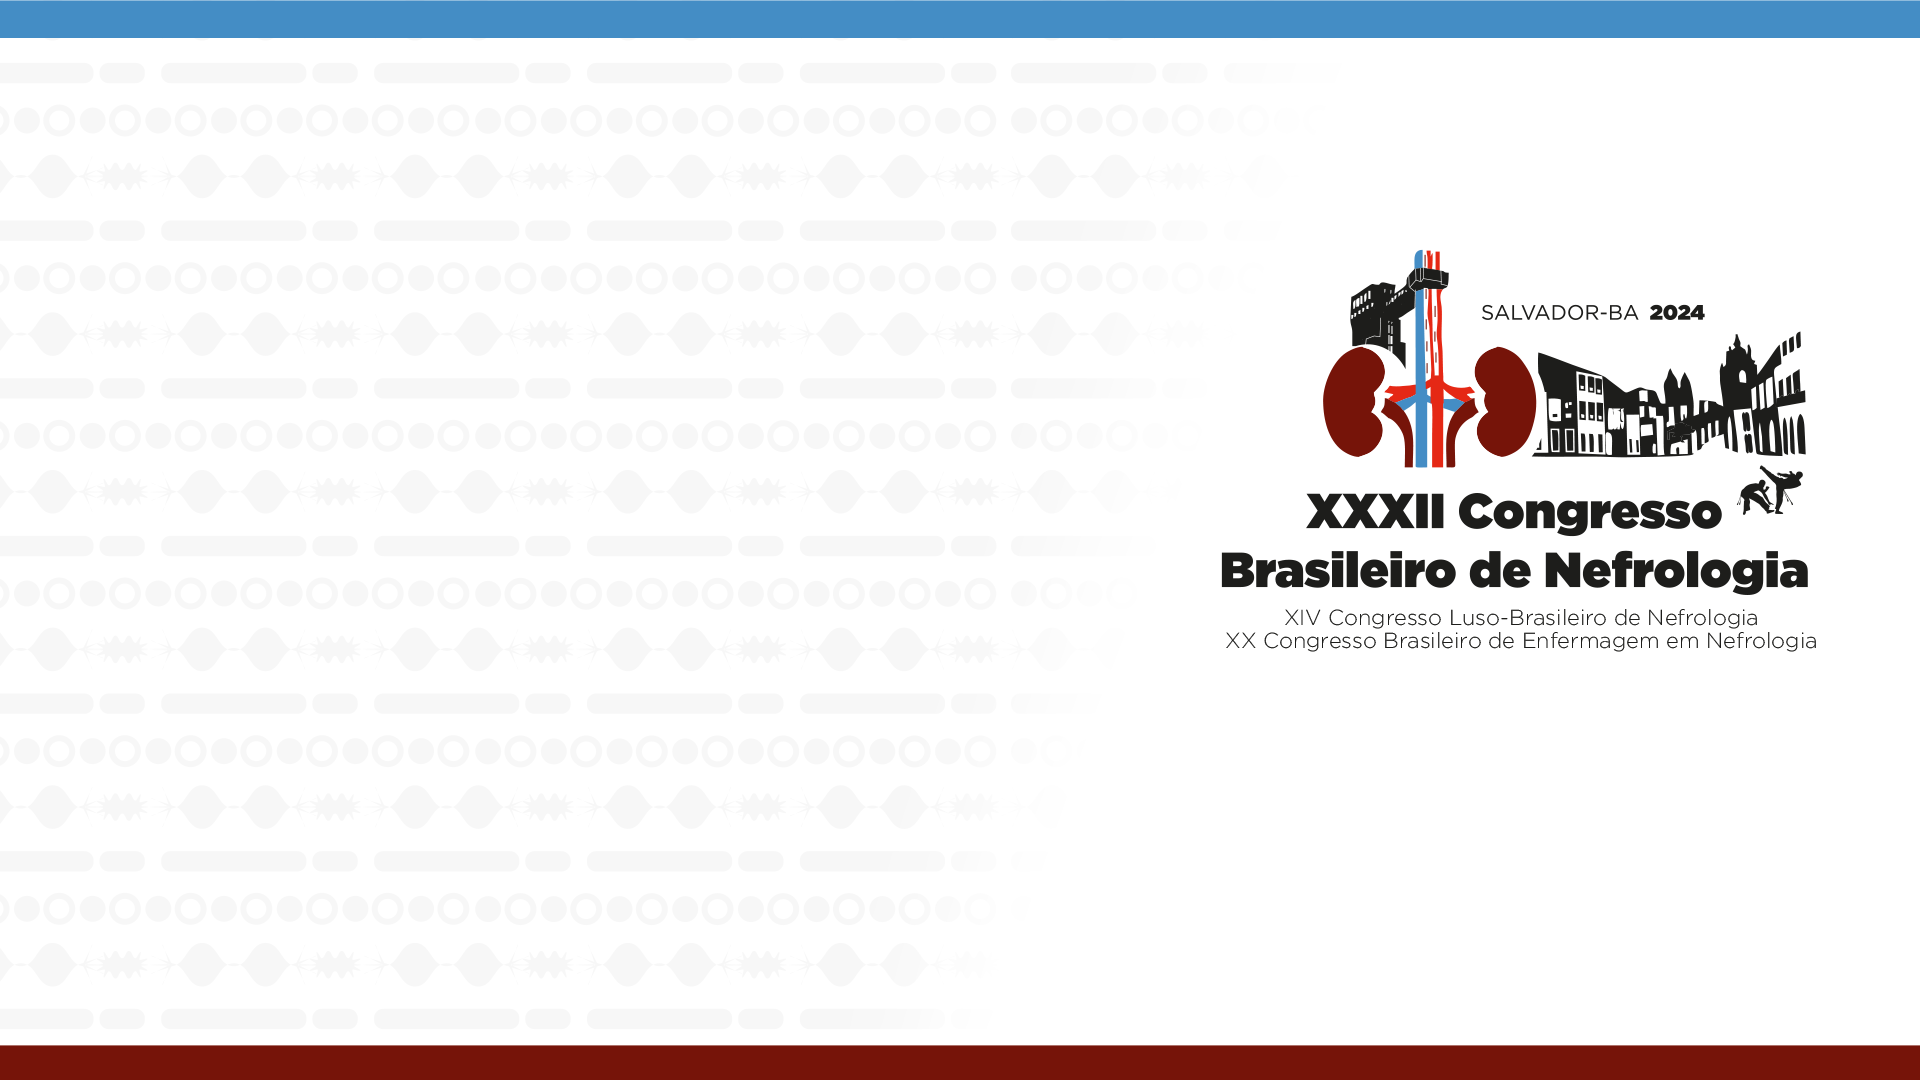 SALVADOR-BA 2024
XXXII Congresso
Brasileiro de Nefrologia
XIV Congresso Luso-Brasileiro de Nefrologia
XX Congresso Brasileiro de Enfermagem em Nefrologia